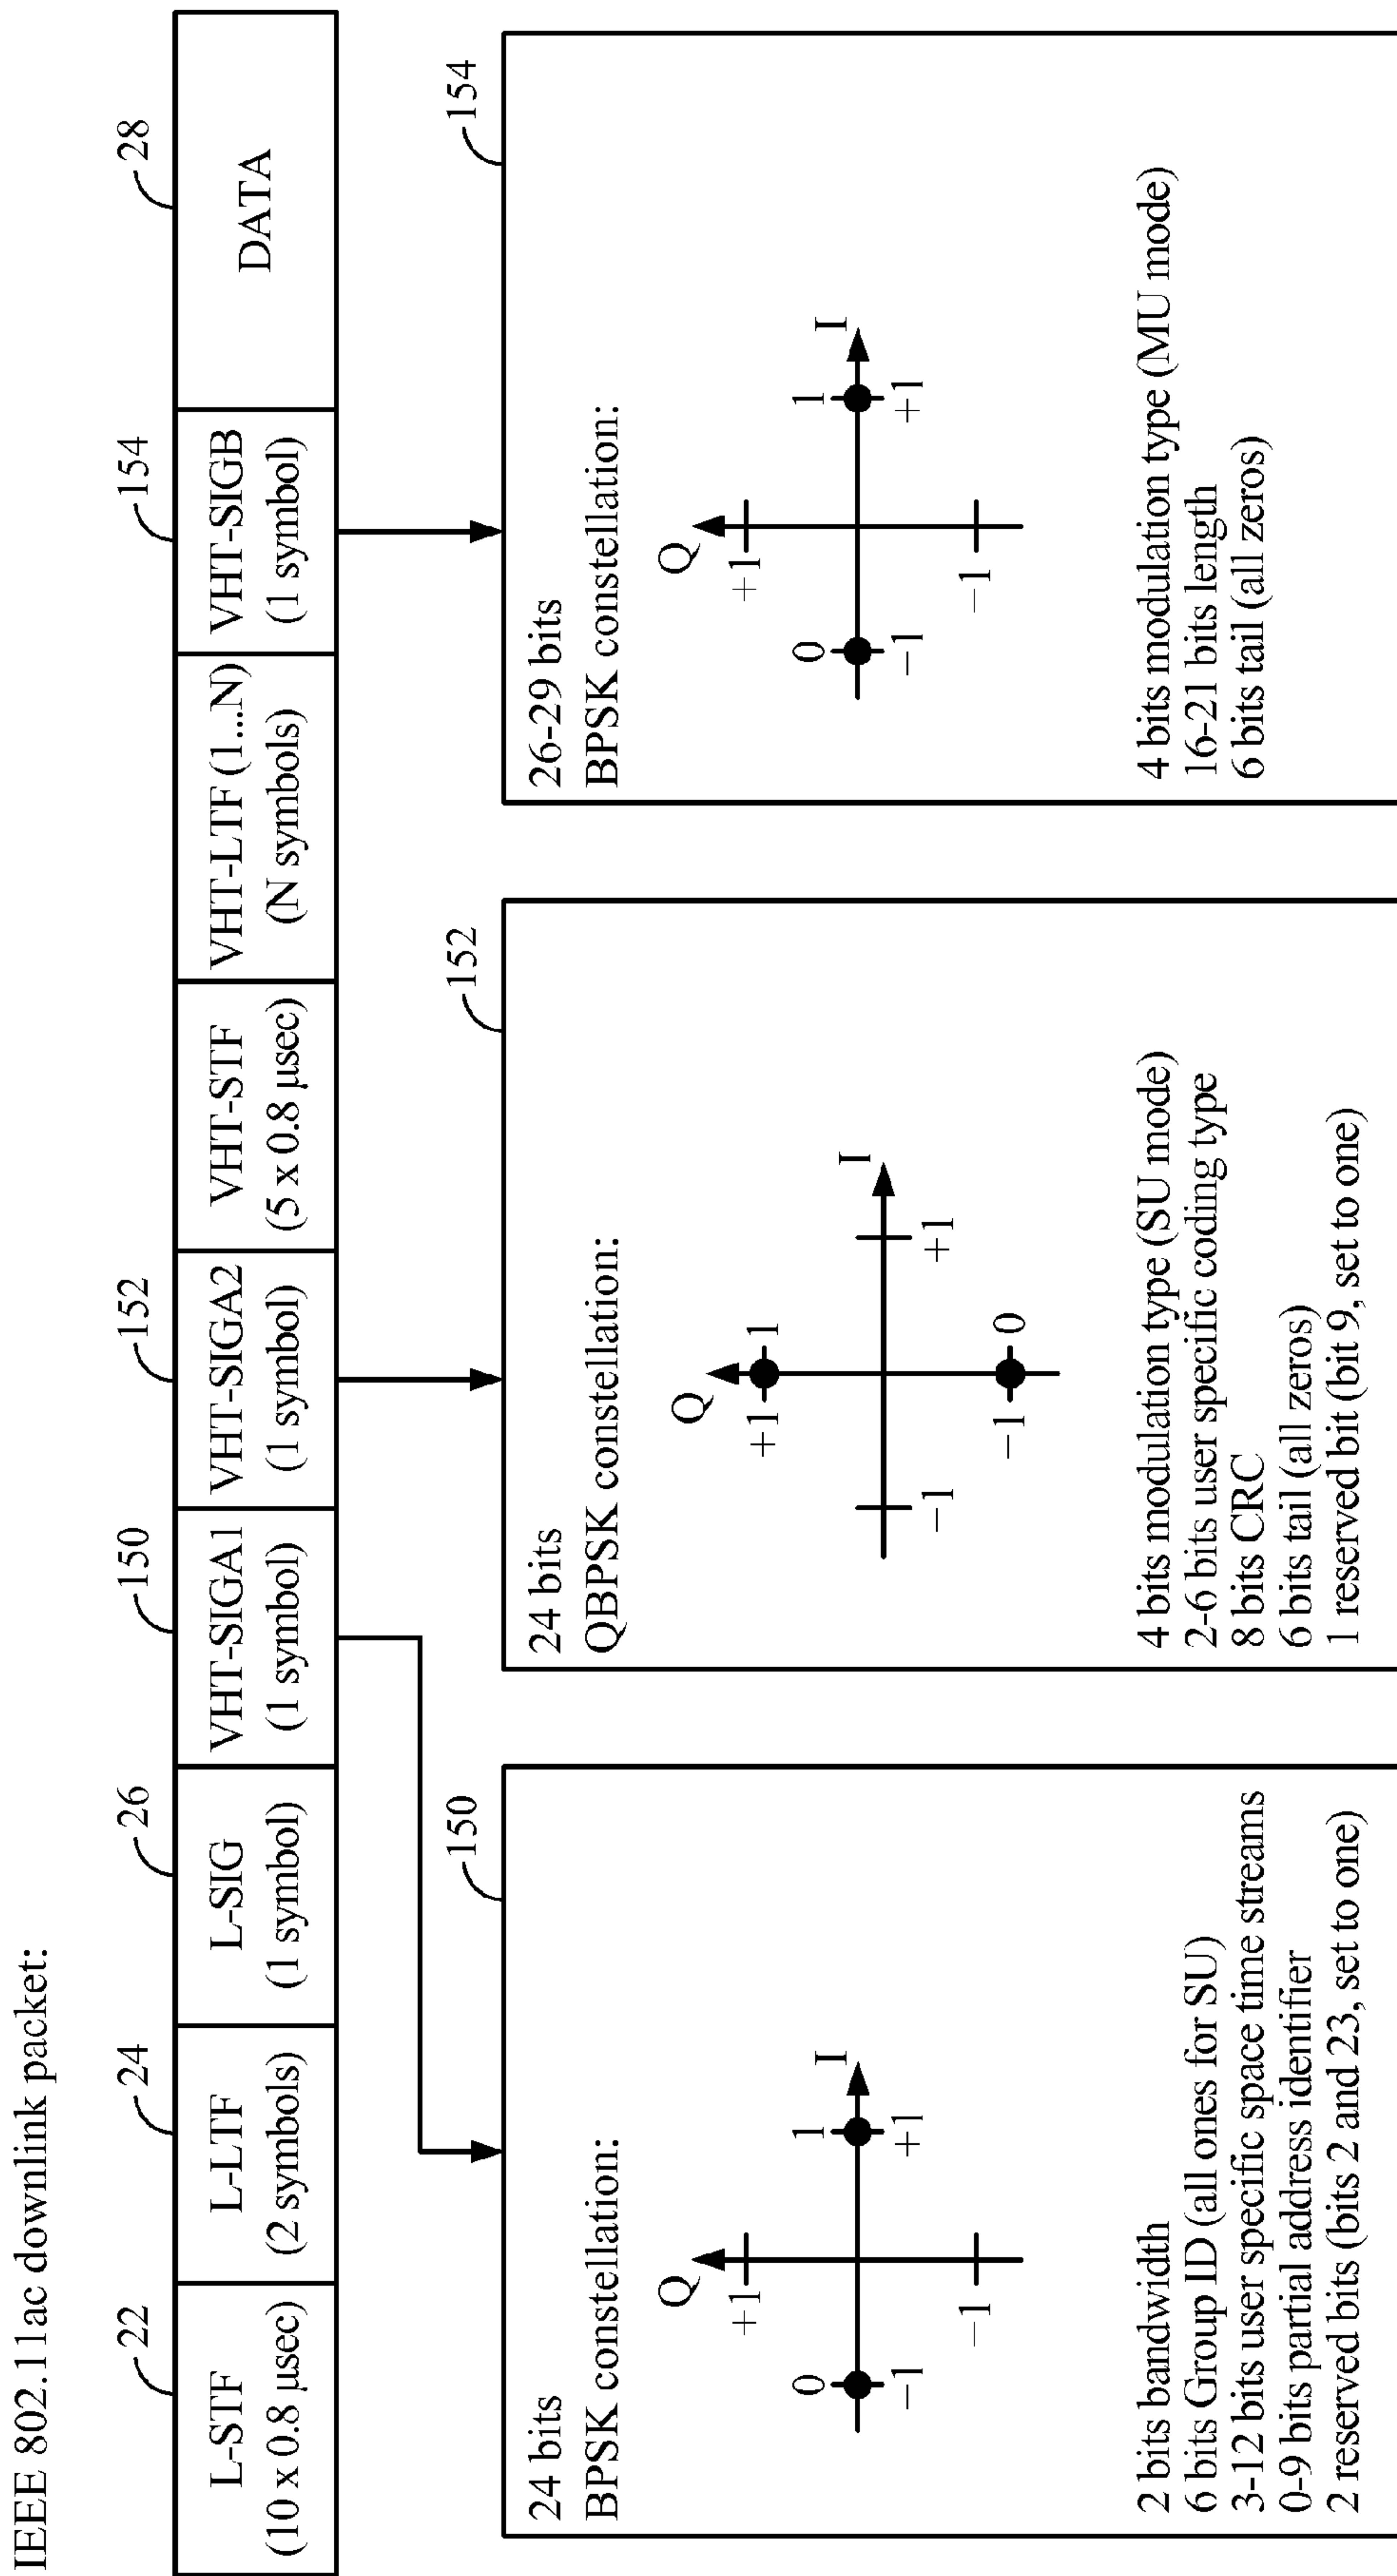 IEEE 802.11ac downlink packet:
22
24
26
150
152
154
28
L-STF
(10 x 0.8 µsec)
L-LTF
(2 symbols)
L-SIG
(1 symbol)
VHT-SIGA1
(1 symbol)
VHT-SIGA2
(1 symbol)
VHT-STF
(5 x 0.8 µsec)
VHT-LTF (1...N)
(N symbols)
VHT-SIGB
(1 symbol)
DATA
150
24 bits
BPSK constellation:
Q
+1
I
0
1
−1
+1
−1
2 bits bandwidth
6 bits Group ID (all ones for SU)
3-12 bits user specific space time streams
0-9 bits partial address identifier
2 reserved bits (bits 2 and 23, set to one)
152
24 bits
QBPSK constellation:
Q
+1
1
I
−1
+1
−1
0
4 bits modulation type (SU mode)
2-6 bits user specific coding type
8 bits CRC
6 bits tail (all zeros)
1 reserved bit (bit 9, set to one)
154
26-29 bits
BPSK constellation:
Q
+1
I
0
1
−1
+1
−1
4 bits modulation type (MU mode)
16-21 bits length
6 bits tail (all zeros)